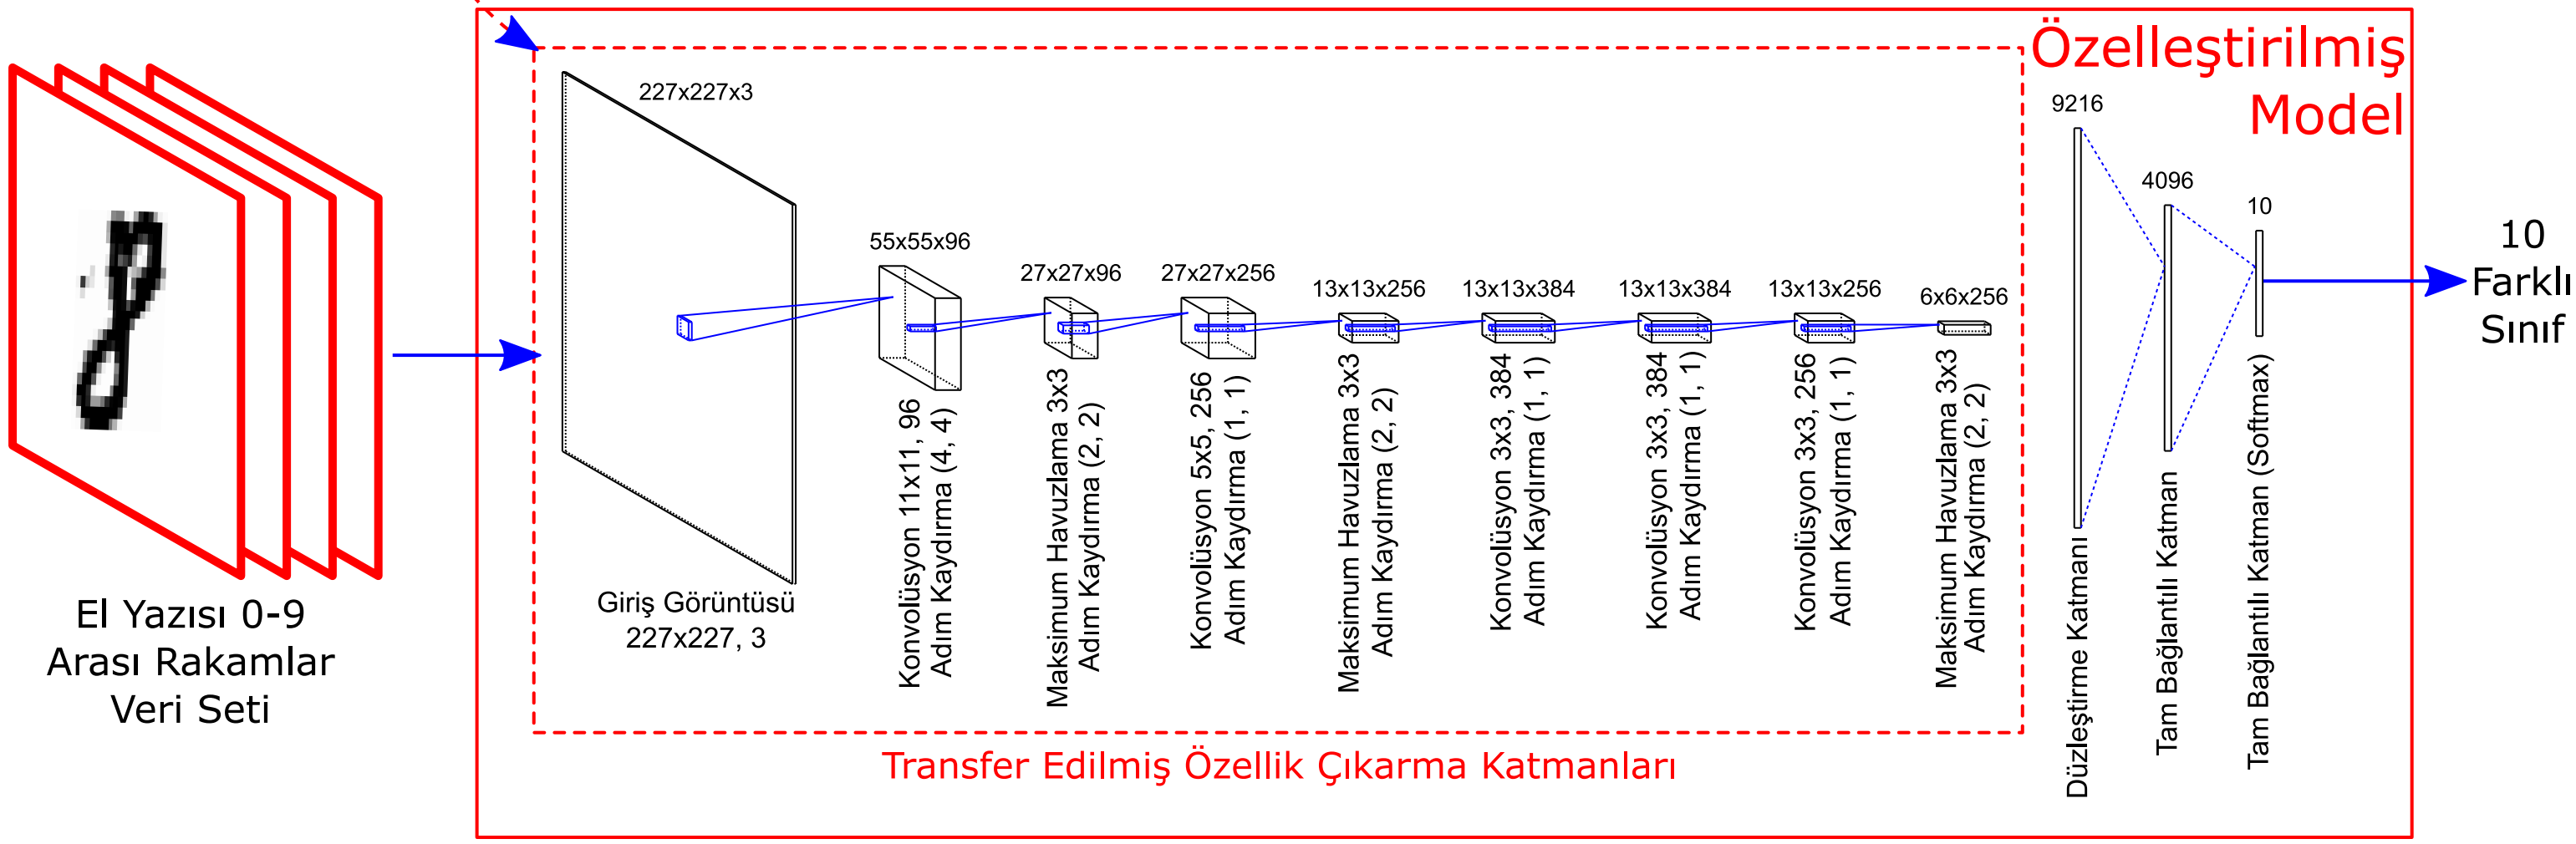 Özelleştirilmiş
Model
El Yazısı 0-9
Arası Rakamlar
Veri Seti
227x227x3
Giriş Görüntüsü
227x227, 3
55x55x96
Konvolüsyon 11x11, 96
Adım Kaydırma (4, 4)
27x27x96
Maksimum Havuzlama 3x3
Adım Kaydırma (2, 2)
27x27x256
Konvolüsyon 5x5, 256
Adım Kaydırma (1, 1)
13x13x256
Maksimum Havuzlama 3x3
Adım Kaydırma (2, 2)
13x13x384
Konvolüsyon 3x3, 384
Adım Kaydırma (1, 1)
13x13x384
Konvolüsyon 3x3, 384
Adım Kaydırma (1, 1)
13x13x256
Konvolüsyon 3x3, 256
Adım Kaydırma (1, 1)
6x6x256
Maksimum Havuzlama 3x3
Adım Kaydırma (2, 2)
9216
Düzleştirme Katmanı
4096
Tam Bağlantılı Katman
10
Tam Bağlantılı Katman (Softmax)
10
Farklı
Sınıf
Transfer Edilmiş Özellik Çıkarma Katmanları